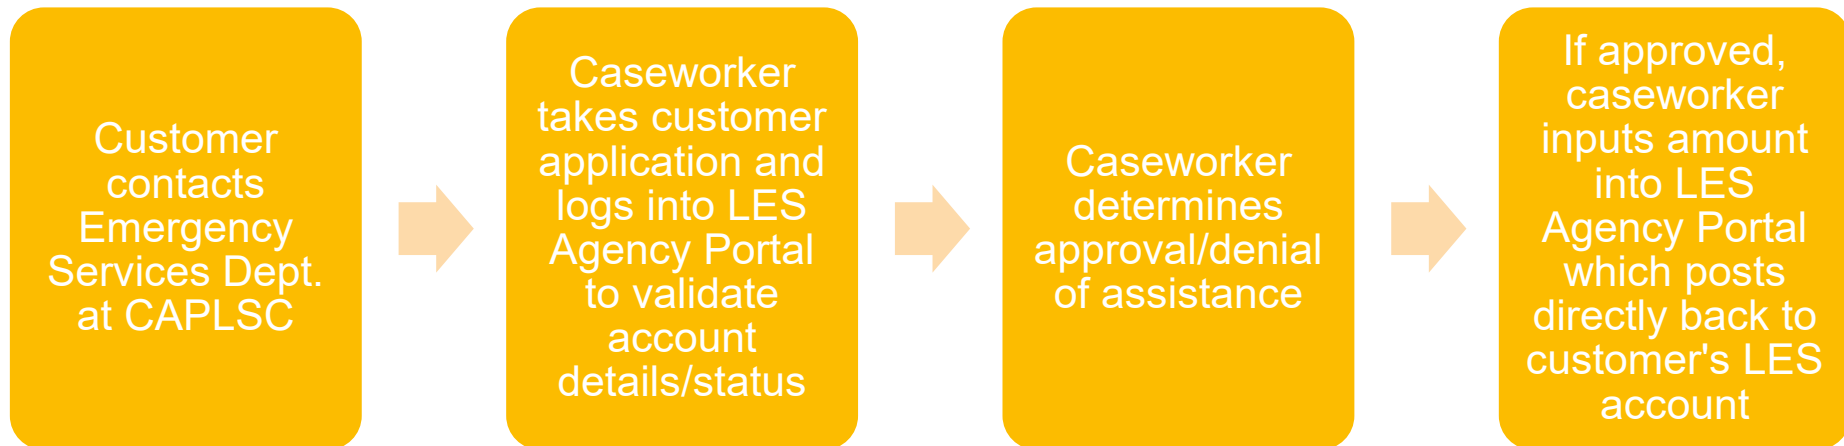 Customer
contacts
Emergency
Services Dept.
at CAPLSC
Caseworker
takes customer
application and
logs into LES
Agency Portal
to validate
account
details/status
Caseworker
determines
approval/denial
of assistance
If approved,
caseworker
inputs amount
into LES
Agency Portal
which posts
directly back to
customer's LES
account